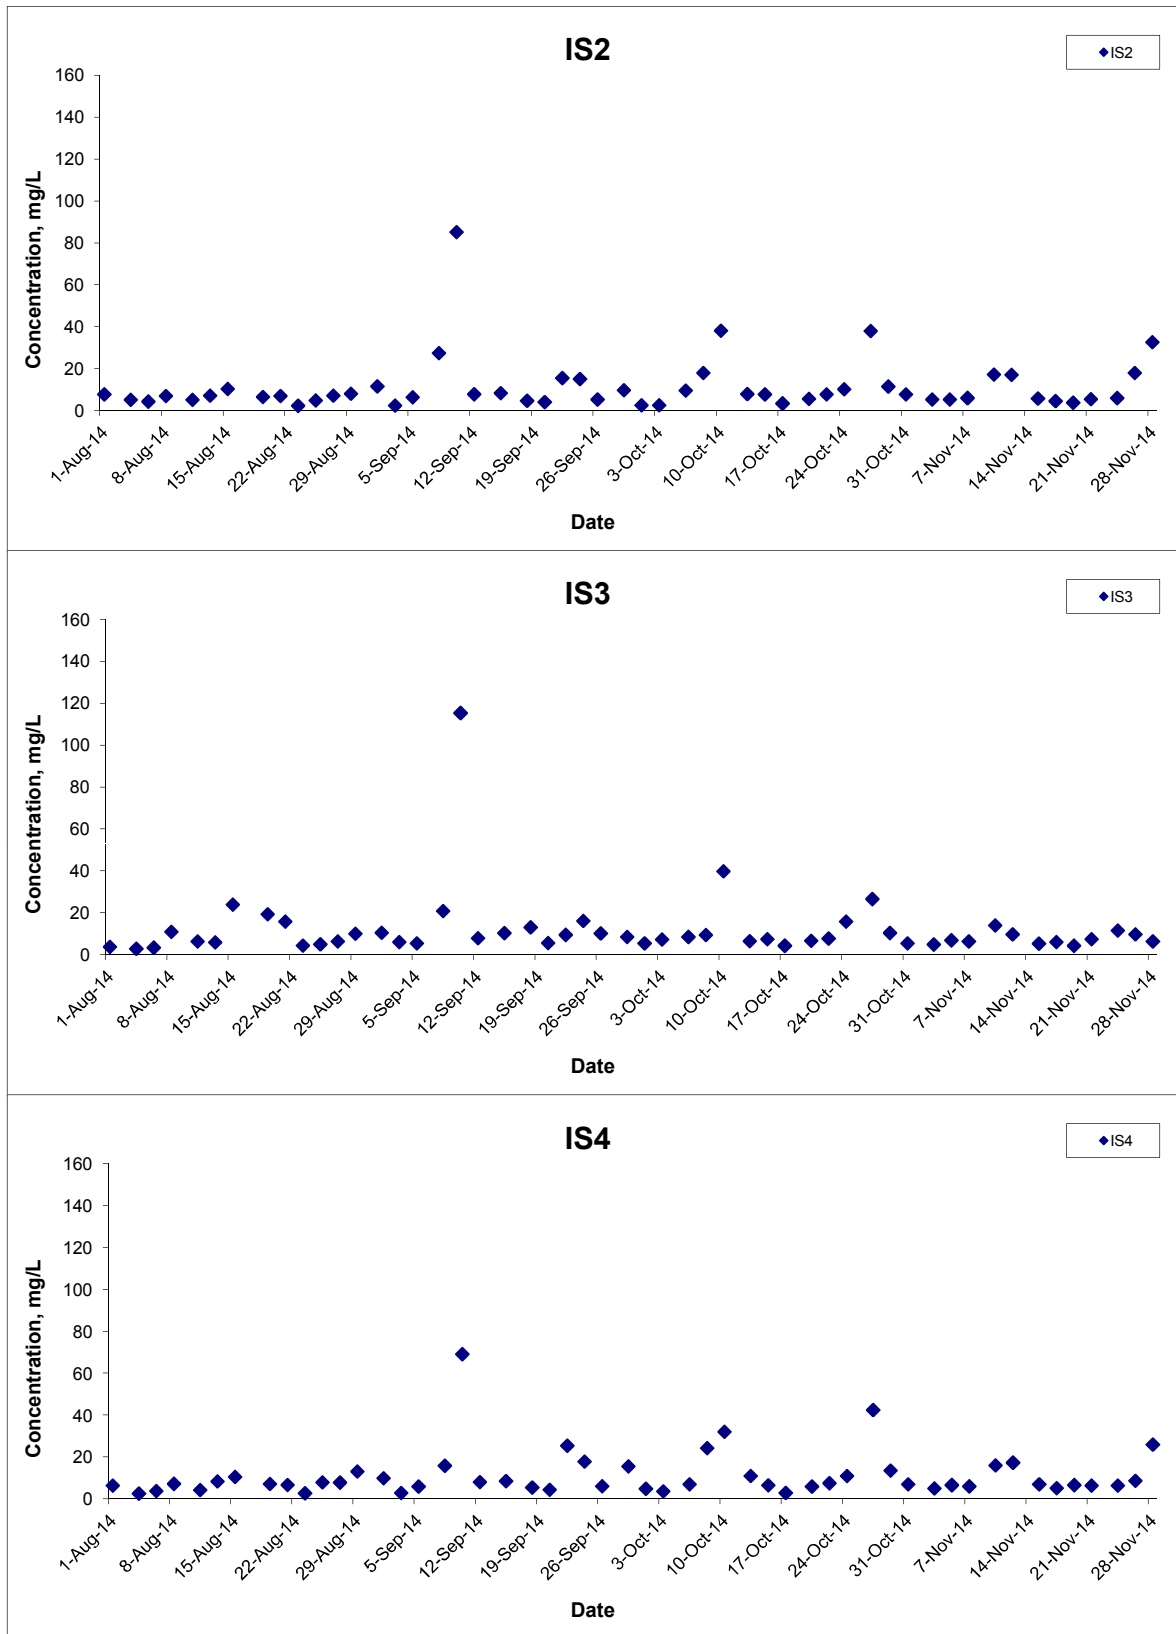 IS2
IS2
Concentration, mg/L
160
140
120
100
80
60
40
20
0
1-Aug-14
8-Aug-14
15-Aug-14
22-Aug-14
29-Aug-14
5-Sep-14
12-Sep-14
19-Sep-14
26-Sep-14
3-Oct-14
10-Oct-14
17-Oct-14
24-Oct-14
31-Oct-14
7-Nov-14
14-Nov-14
21-Nov-14
28-Nov-14
Date
IS3
IS3
Concentration, mg/L
160
140
120
100
80
60
40
20
0
1-Aug-14
8-Aug-14
15-Aug-14
22-Aug-14
29-Aug-14
5-Sep-14
12-Sep-14
19-Sep-14
26-Sep-14
3-Oct-14
10-Oct-14
17-Oct-14
24-Oct-14
31-Oct-14
7-Nov-14
14-Nov-14
21-Nov-14
28-Nov-14
Date
IS4
IS4
Concentration, mg/L
160
140
120
100
80
60
40
20
0
1-Aug-14
8-Aug-14
15-Aug-14
22-Aug-14
29-Aug-14
5-Sep-14
12-Sep-14
19-Sep-14
26-Sep-14
3-Oct-14
10-Oct-14
17-Oct-14
24-Oct-14
31-Oct-14
7-Nov-14
14-Nov-14
21-Nov-14
28-Nov-14
Date